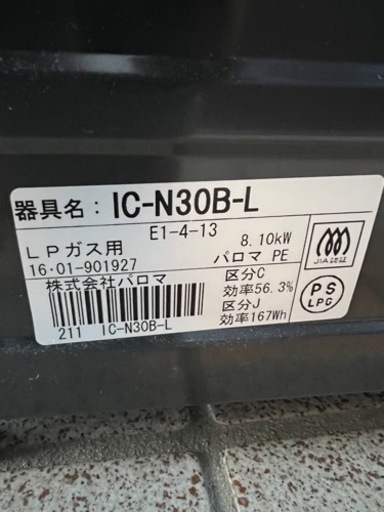 器具名：IC-N30B-L
E1-4-13
LPガス用 8.10kW
16・01-901927 パロマ PE
株式会社パロマ 区分C
効率56.3%
区分J
211 IC-N30B-L 効率167Wh
JIA認証
PS
LPG